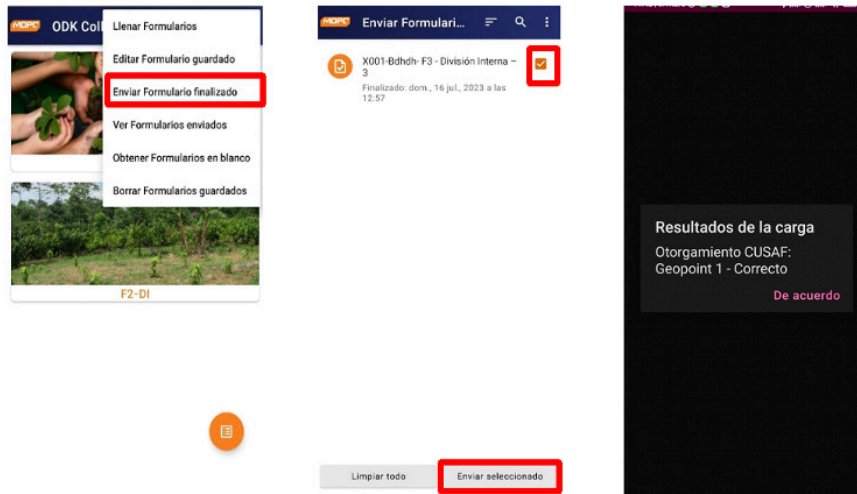 MOPC ODK Coll
Llenar Formularios
Editar Formulario guardado
Enviar Formulario finalizado
Ver Formularios enviados
Obtener Formularios en blanco
Borrar Formularios guardados
F2-DI
MOPC Enviar Formulari...
X001-Bdhdh- F3 - División Interna –
3
Finalizado: dom., 16 jul., 2023 a las
12:57
Limpiar todo
Enviar seleccionado
Resultados de la carga
Otorgamiento CUSAF:
Geopoint 1 - Correcto
De acuerdo